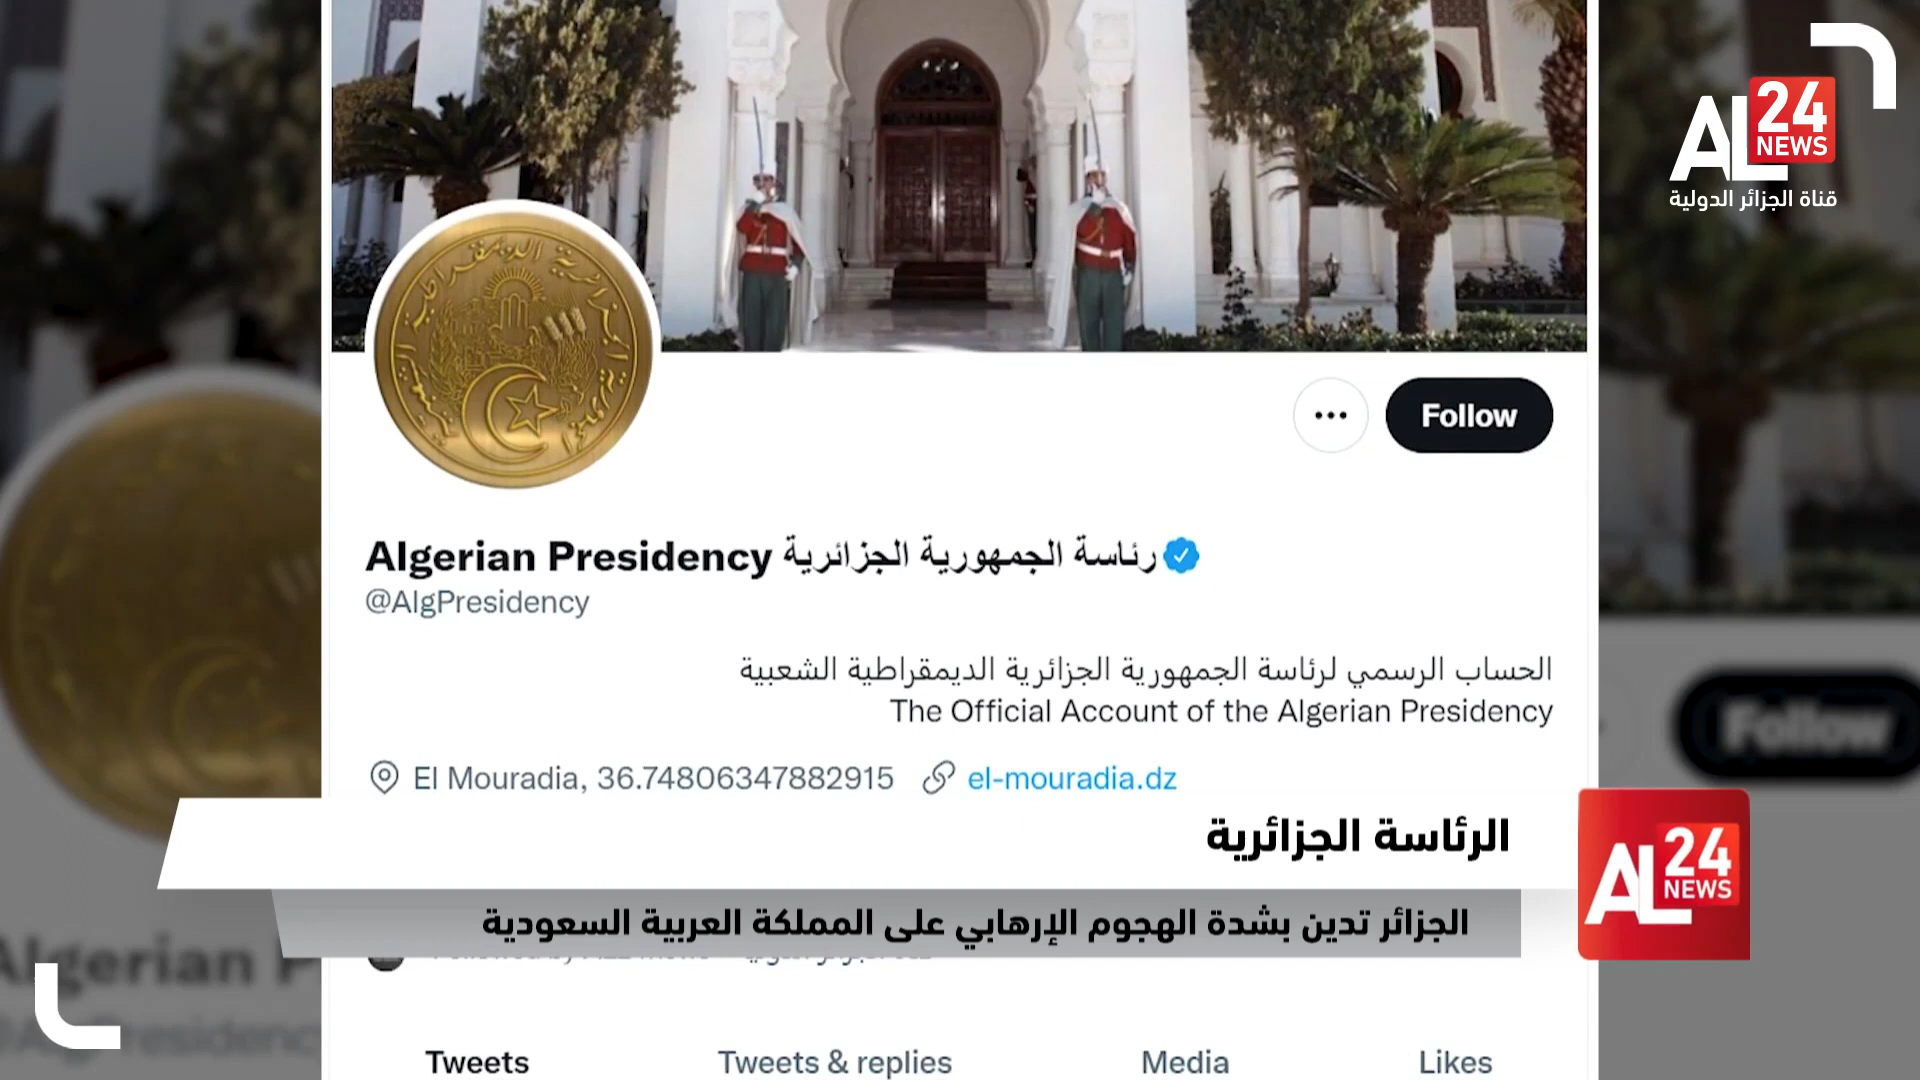 AL
24
NEWS
قناة الجزائر الدولية
Follow
Algerian Presidency رئاسة الجمهورية الجزائرية
@AlgPresidency
الحساب الرسمي لرئاسة الجمهورية الجزائرية الديمقراطية الشعبية
The Official Account of the Algerian Presidency
El Mouradia, 36.74806347882915 el-mouradia.dz
الرئاسة الجزائرية
الجزائر تدين بشدة الهجوم الإرهابي على المملكة العربية السعودية
AL
24
NEWS
Tweets Tweets & replies Media Likes